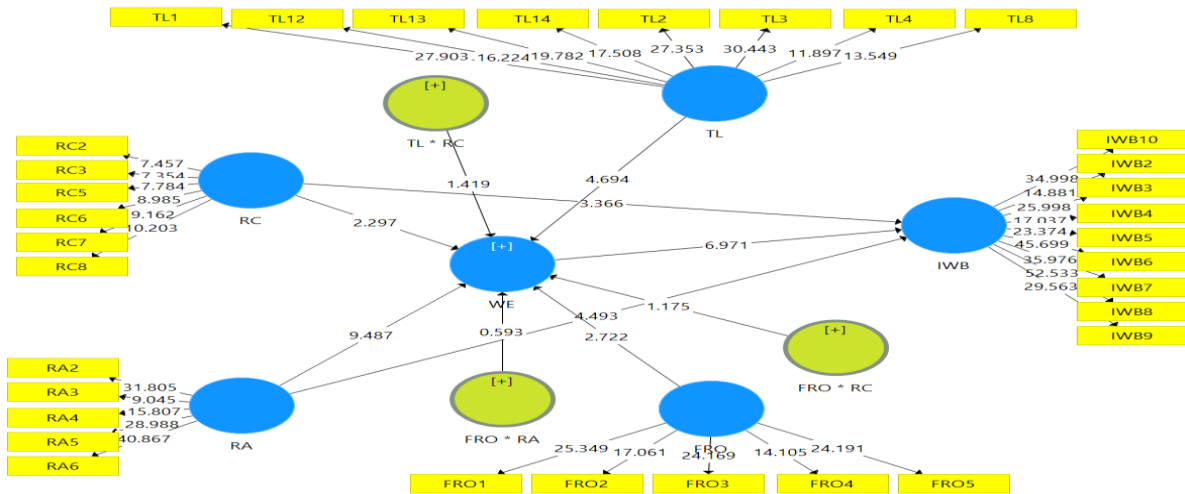 TL1 TL12 TL13 TL14 TL2 TL3 TL4 TL8
27.903 16.224 19.782 17.508 27.353 30.443 11.897 13.549
[+]
TL * RC
TL
RC2
RC3
RC5
RC6
RC7
RC8
7.457
7.354
7.784
8.985
9.162
10.203
RC
1.419
4.694
3.366
2.297
[+]
WE
6.971
IWB
IWB10
IWB2
IWB3
IWB4
IWB5
IWB6
IWB7
IWB8
IWB9
34.998
14.881
25.998
17.037
23.374
45.699
35.976
52.533
29.563
9.487
0.593
4.493
2.722
1.175
[+]
FRO * RC
RA2
RA3
RA4
RA5
RA6
31.805
9.045
15.807
28.988
40.867
RA
[+]
FRO * RA
FRO
25.349 17.061 24.169 14.105 24.191
FRO1 FRO2 FRO3 FRO4 FRO5